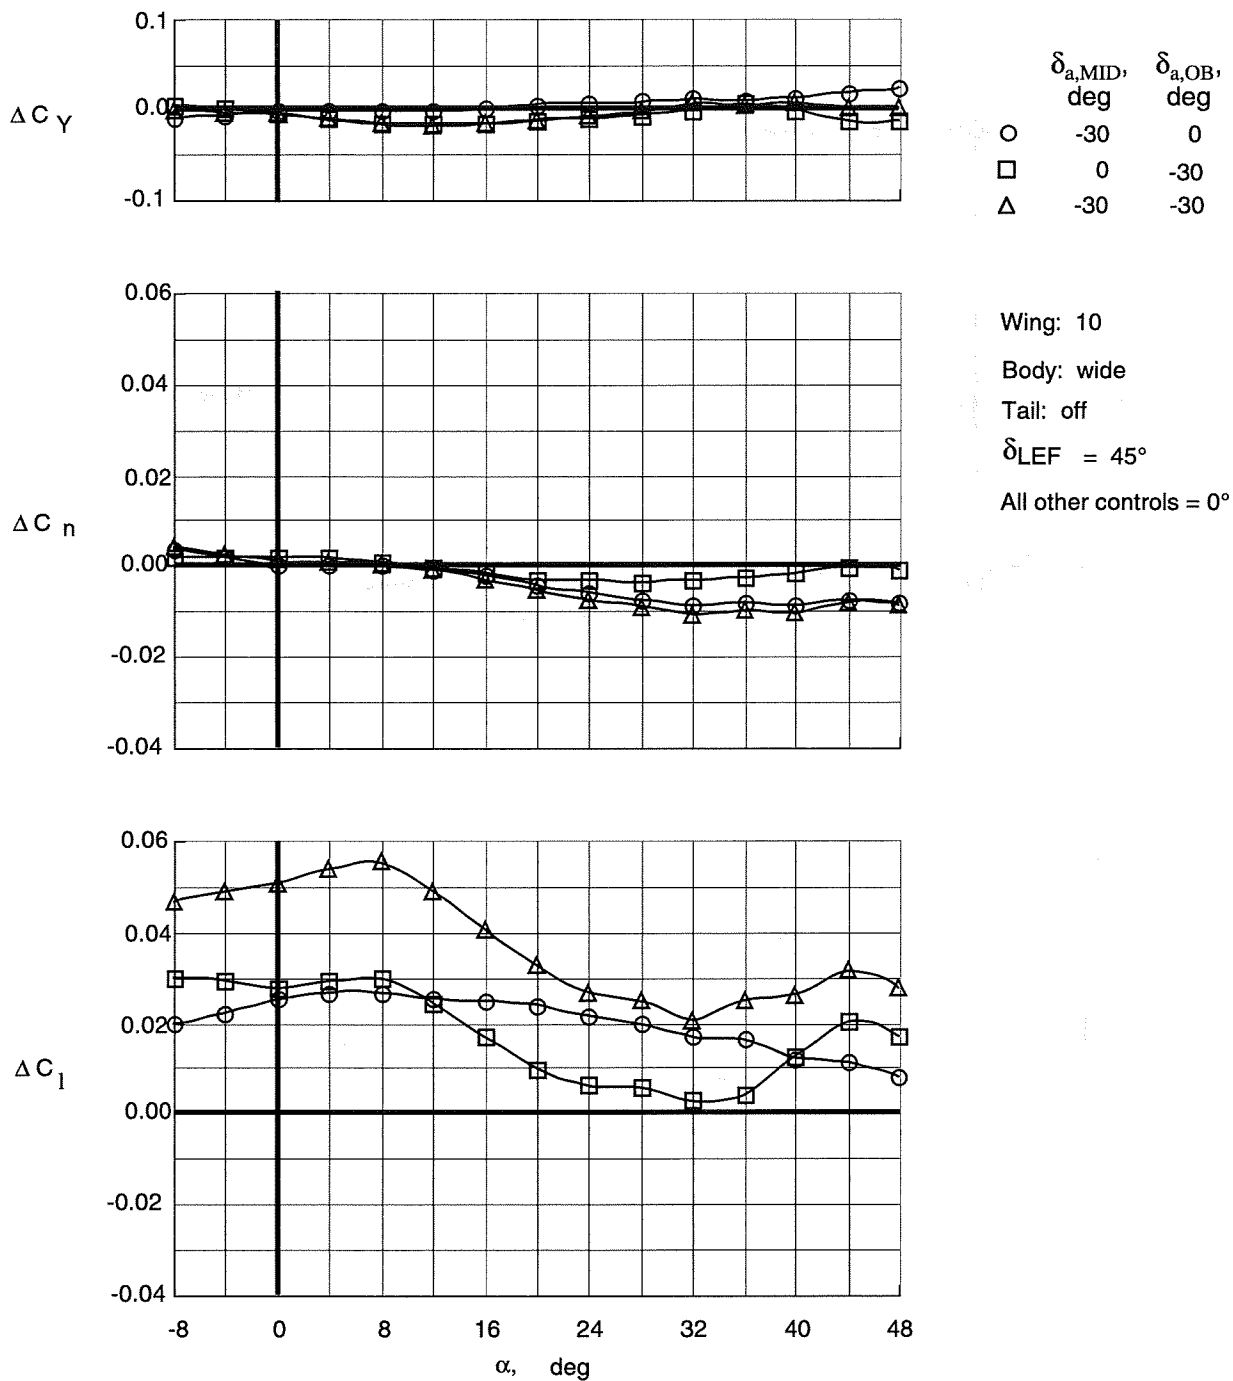 0.1
0.0
-0.1
Δ C Y
δa,MID, δa,OB,
deg deg
○ -30 0
□ 0 -30
△ -30 -30
0.06
0.04
0.02
0.00
-0.02
-0.04
Δ C n
Wing: 10
Body: wide
Tail: off
δLEF = 45°
All other controls = 0°
0.06
0.04
0.02
0.00
-0.02
-0.04
Δ C l
-8 0 8 16 24 32 40 48
α, deg